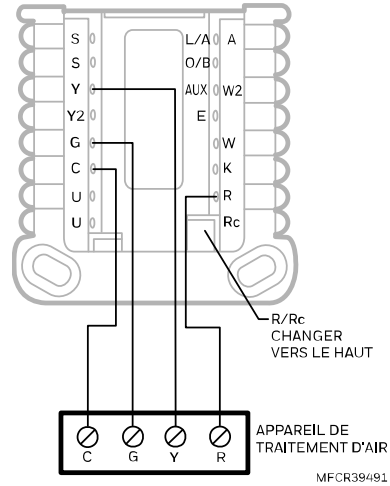 S L/A A
S O/B
Y AUX W2
Y2 E
G W
C K
U R
U Rc
R/Rc
CHANGER
VERS LE HAUT
C G Y R
APPAREIL DE
TRAITEMENT D'AIR
MFCR39491